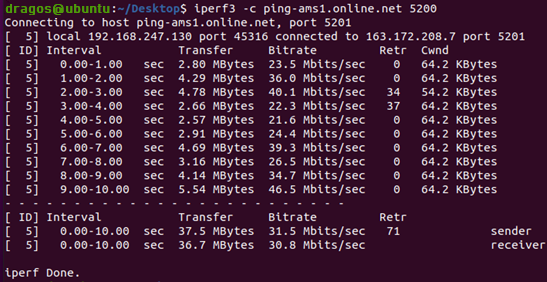 dragos@ubuntu:~/Desktop$ iperf3 -c ping-ams1.online.net 5200
Connecting to host ping-ams1.online.net, port 5201
[  5] local 192.168.247.130 port 45316 connected to 163.172.208.7 port 5201
[ ID] Interval           Transfer     Bitrate         Retr  Cwnd
[  5]   0.00-1.00   sec  2.80 MBytes  23.5 Mbits/sec    0   64.2 KBytes
[  5]   1.00-2.00   sec  4.29 MBytes  36.0 Mbits/sec    0   64.2 KBytes
[  5]   2.00-3.00   sec  4.78 MBytes  40.1 Mbits/sec   34   54.2 KBytes
[  5]   3.00-4.00   sec  2.66 MBytes  22.3 Mbits/sec   37   64.2 KBytes
[  5]   4.00-5.00   sec  2.57 MBytes  21.6 Mbits/sec    0   64.2 KBytes
[  5]   5.00-6.00   sec  2.91 MBytes  24.4 Mbits/sec    0   64.2 KBytes
[  5]   6.00-7.00   sec  4.69 MBytes  39.3 Mbits/sec    0   64.2 KBytes
[  5]   7.00-8.00   sec  3.16 MBytes  26.5 Mbits/sec    0   64.2 KBytes
[  5]   8.00-9.00   sec  4.14 MBytes  34.7 Mbits/sec    0   64.2 KBytes
[  5]   9.00-10.00  sec  5.54 MBytes  46.5 Mbits/sec    0   64.2 KBytes
- - - - - - - - - - - - - - - - - - - - - - - - -
[ ID] Interval           Transfer     Bitrate         Retr
[  5]   0.00-10.00  sec  37.5 MBytes  31.5 Mbits/sec   71             sender
[  5]   0.00-10.00  sec  36.7 MBytes  30.8 Mbits/sec                  receiver
iperf Done.